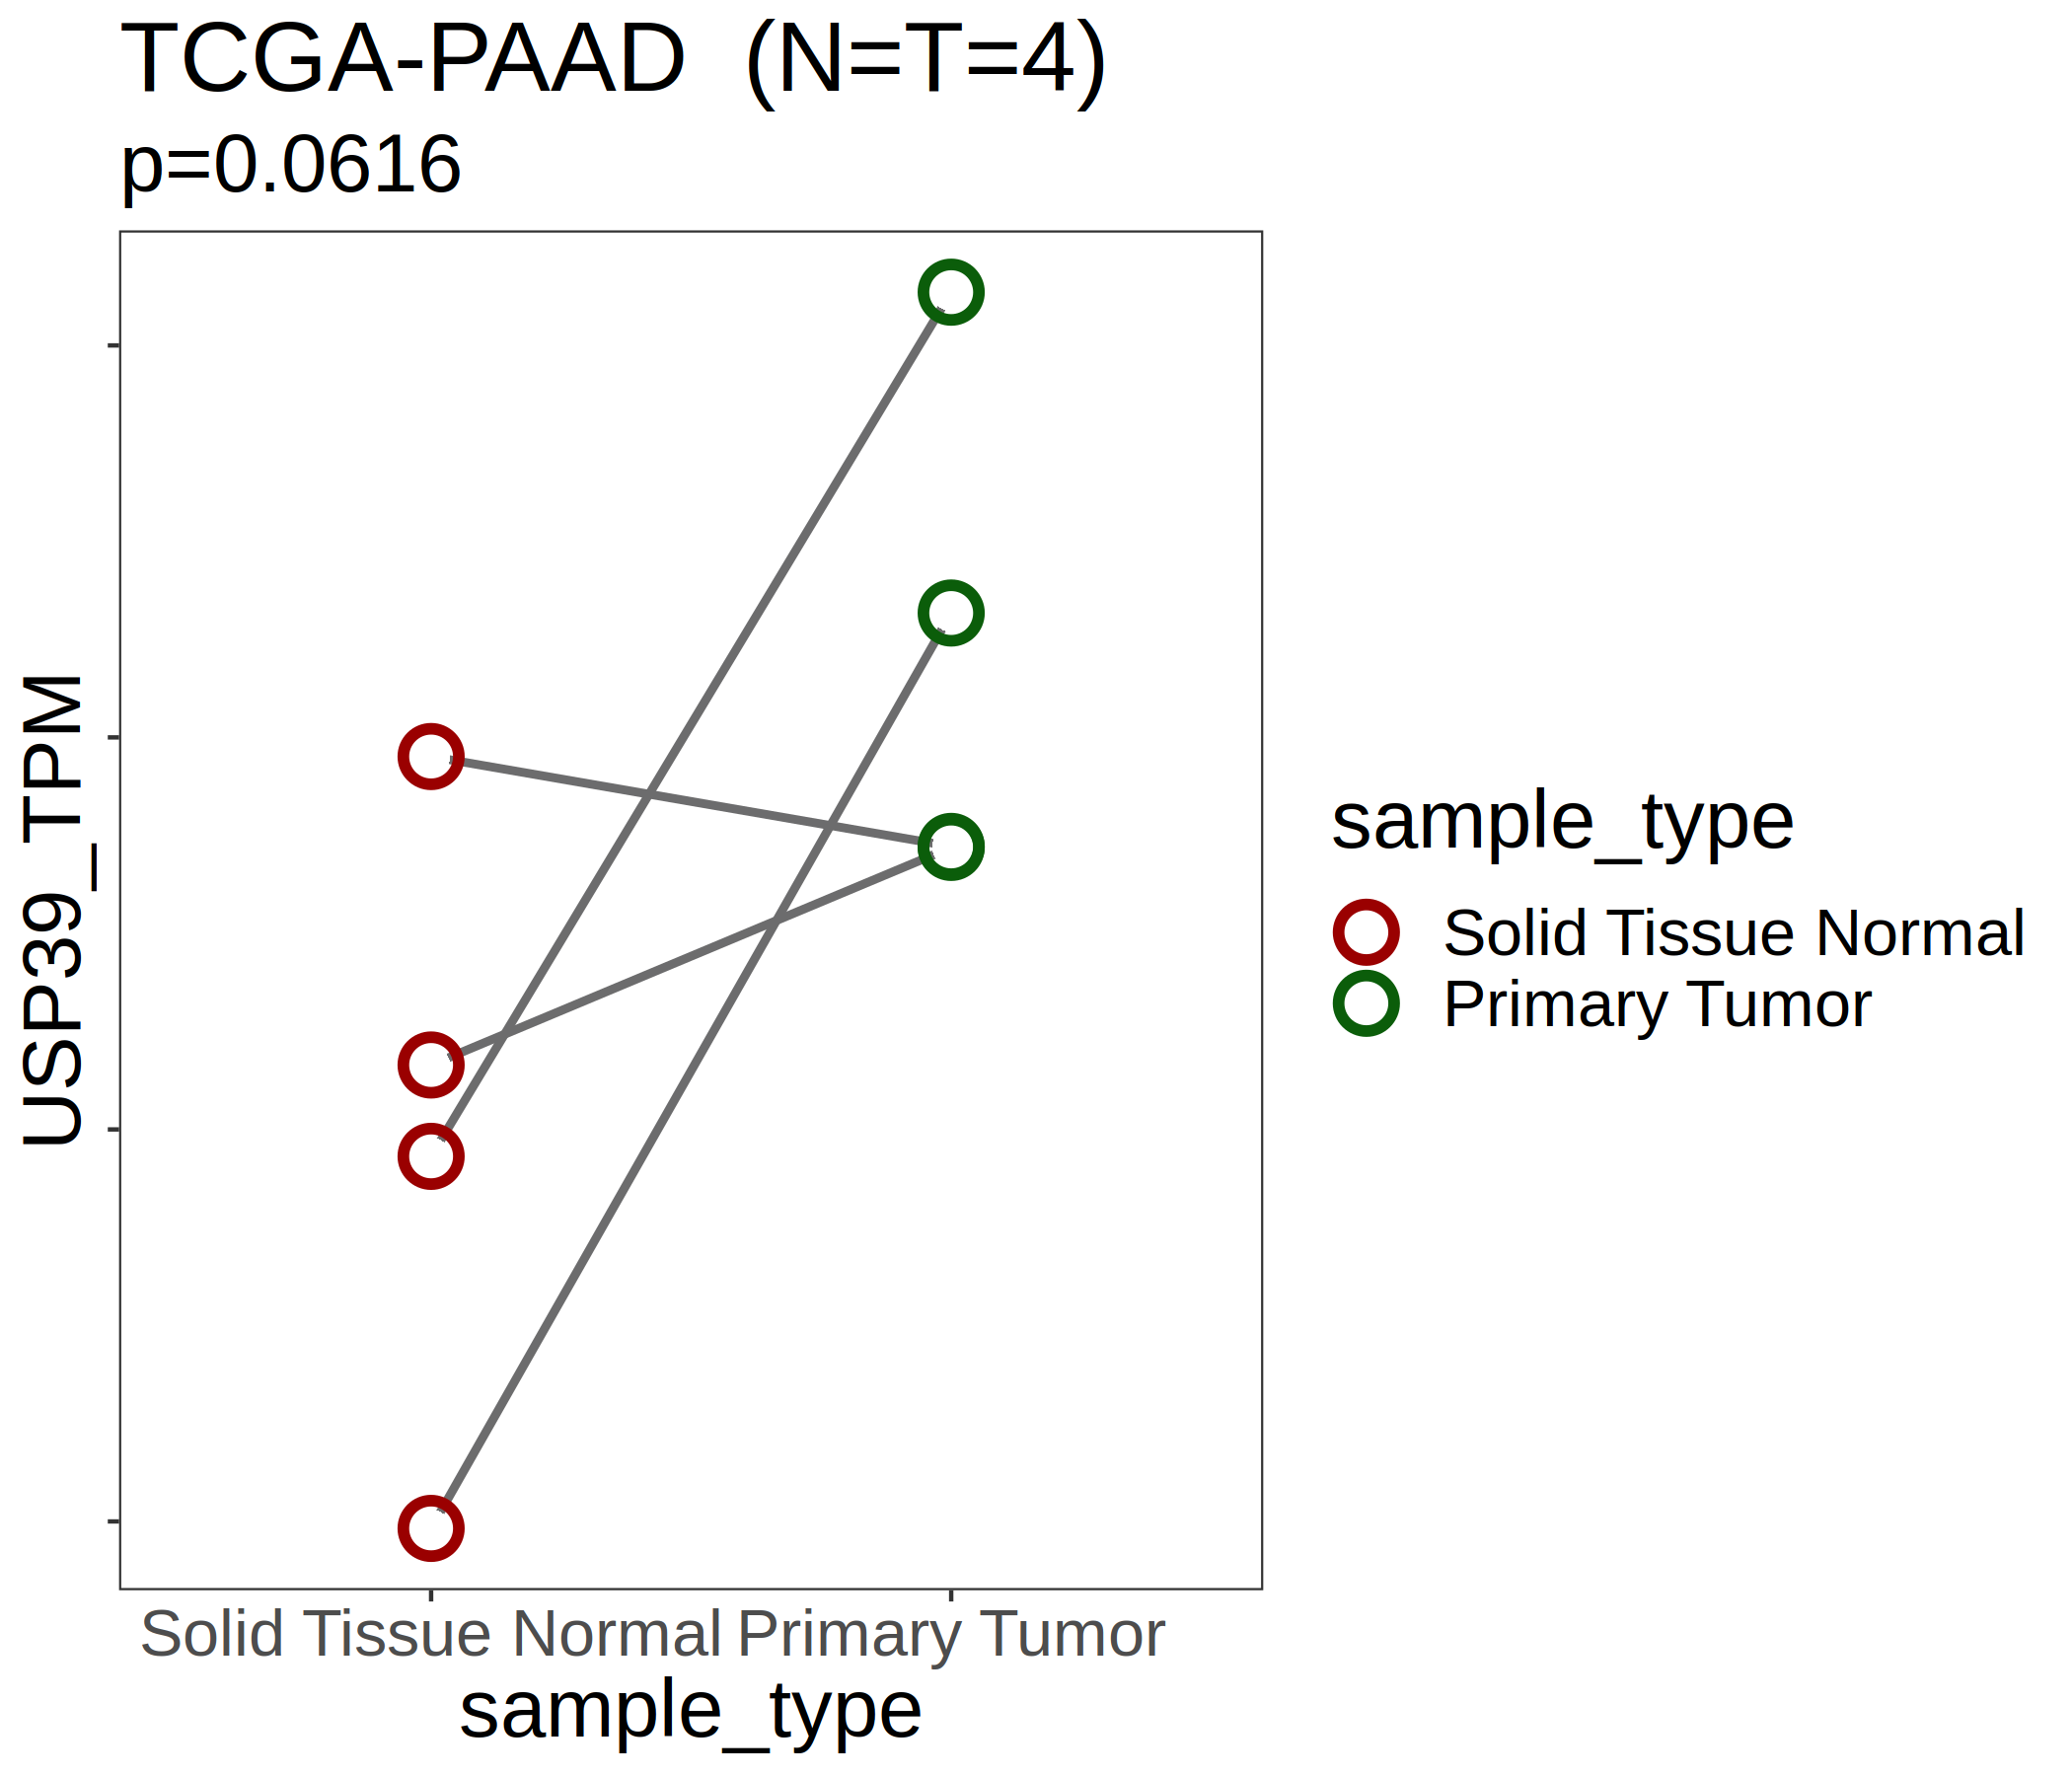 TCGA-PAAD  (N=T=4)
p=0.0616
USP39_TPM
Solid Tissue Normal
Primary Tumor
sample_type
sample_type
Solid Tissue Normal
Primary Tumor